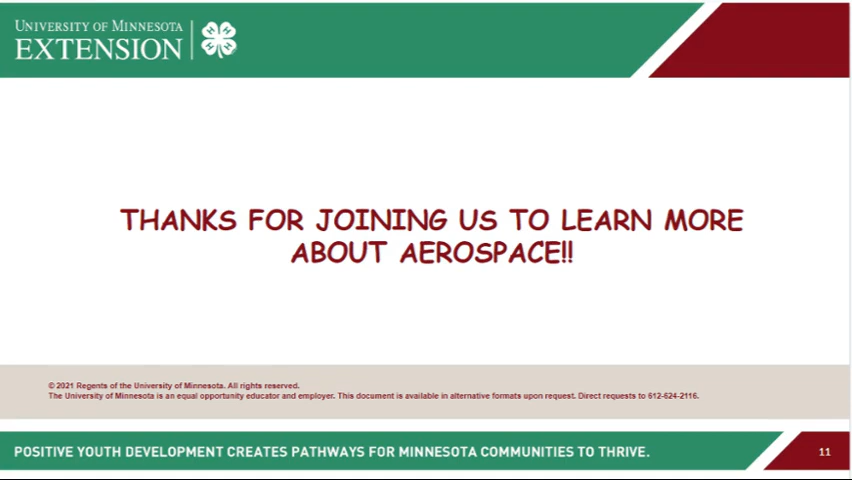 UNIVERSITY OF MINNESOTA
EXTENSION
H H H H
THANKS FOR JOINING US TO LEARN MORE
ABOUT AEROSPACE!!
© 2021 Regents of the University of Minnesota. All rights reserved.
The University of Minnesota is an equal opportunity educator and employer. This document is available in alternative formats upon request. Direct requests to 612-624-2116.
POSITIVE YOUTH DEVELOPMENT CREATES PATHWAYS FOR MINNESOTA COMMUNITIES TO THRIVE.
11